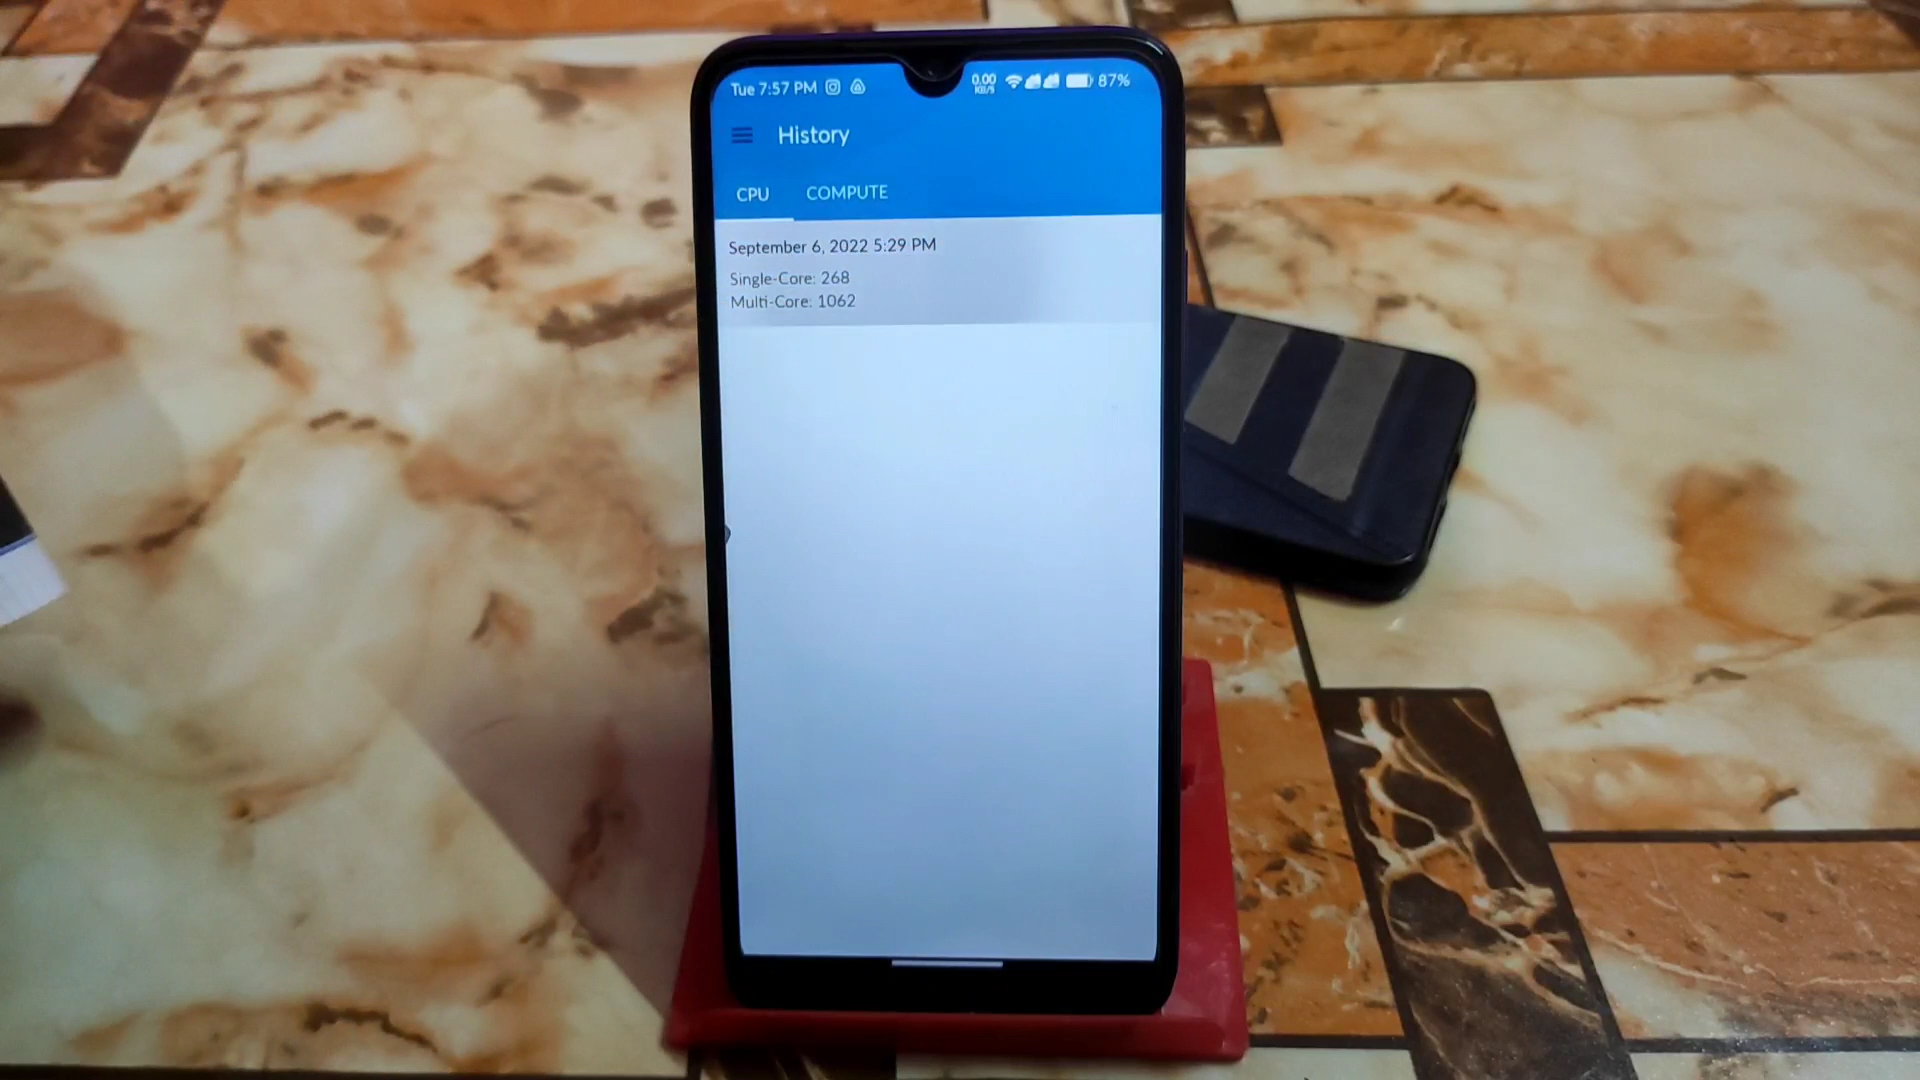 Tue 7:57 PM 0.00 KB/S 87%
History
CPU COMPUTE
September 6, 2022 5:29 PM
Single-Core: 268
Multi-Core: 1062